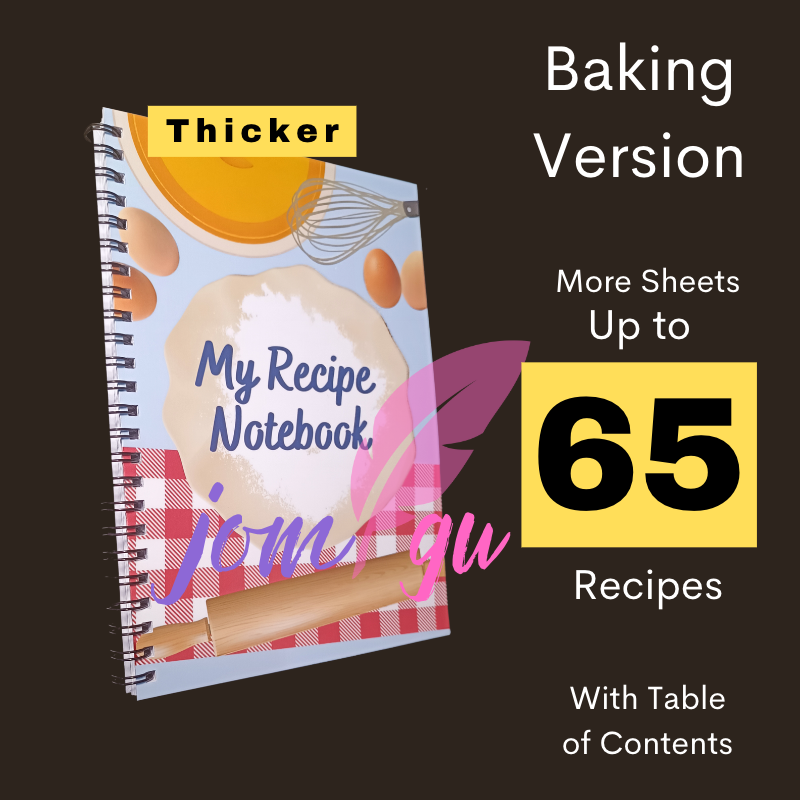 Thicker
Baking
Version
More Sheets
Up to
65
Recipes
With Table
of Contents
My Recipe
Notebook
jom gu